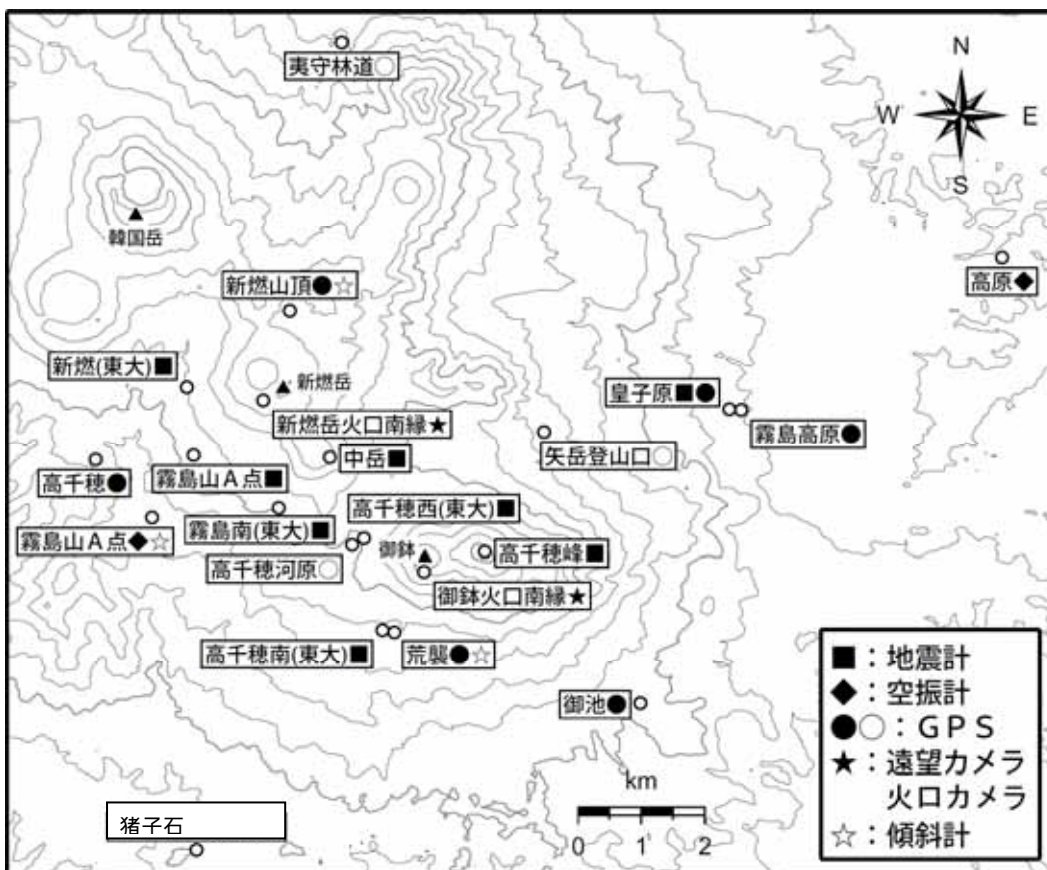 夷守林道○
N
W E
S
韓国岳
新燃山頂●☆
高原◆
新燃(東大)■
新燃岳
皇子原■●
新燃岳火口南縁★
霧島高原●
中岳■
矢岳登山口○
高千穂●
霧島山A点■
高千穂西(東大)■
霧島南(東大)■
霧島山A点◆☆
御鉢
高千穂峰■
高千穂河原○
御鉢火口南縁★
高千穂南(東大)■
荒襲●☆
御池●
■：地震計
◆：空振計
●○：GPS
★：遠望カメラ
火口カメラ
☆：傾斜計
km
0 1 2
猪子石